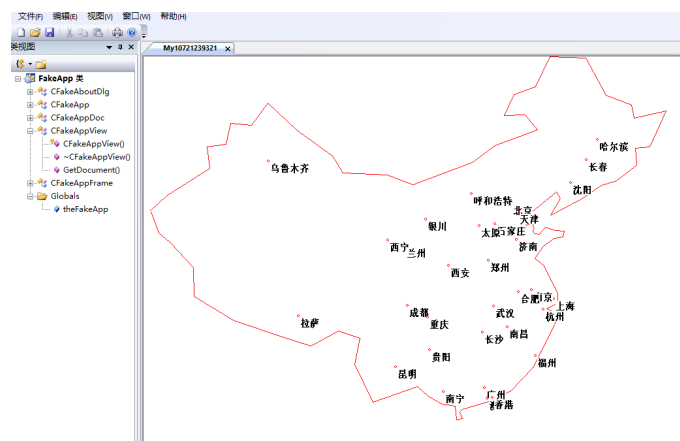 文件(F) 编辑(E) 视图(V) 窗口(W) 帮助(H)
类视图
My10721239321
FakeApp 类
CFakeAboutDlg
CFakeApp
CFakeAppDoc
CFakeAppView
CFakeAppView()
~CFakeAppView()
GetDocument()
CFakeAppFrame
Globals
theFakeApp
哈尔滨
长春
乌鲁木齐
沈阳
呼和浩特
北京
天津
银川
太原
家庄
济南
西宁
兰州
郑州
西安
合肥
京
上海
成都
武汉
杭州
拉萨
重庆
南昌
长沙
贵阳
福州
昆明
南宁
广州
香港